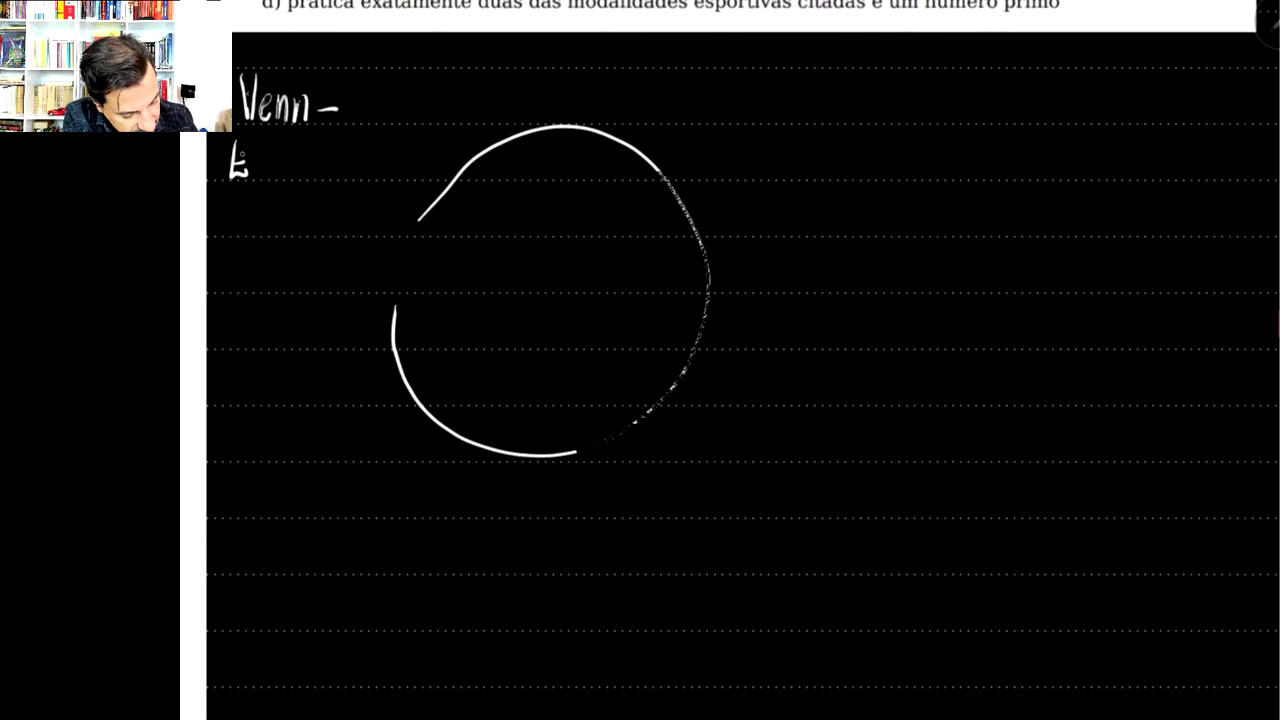 d) pratica exatamente duas das modalidades esportivas citadas é um número primo
Venn -
E